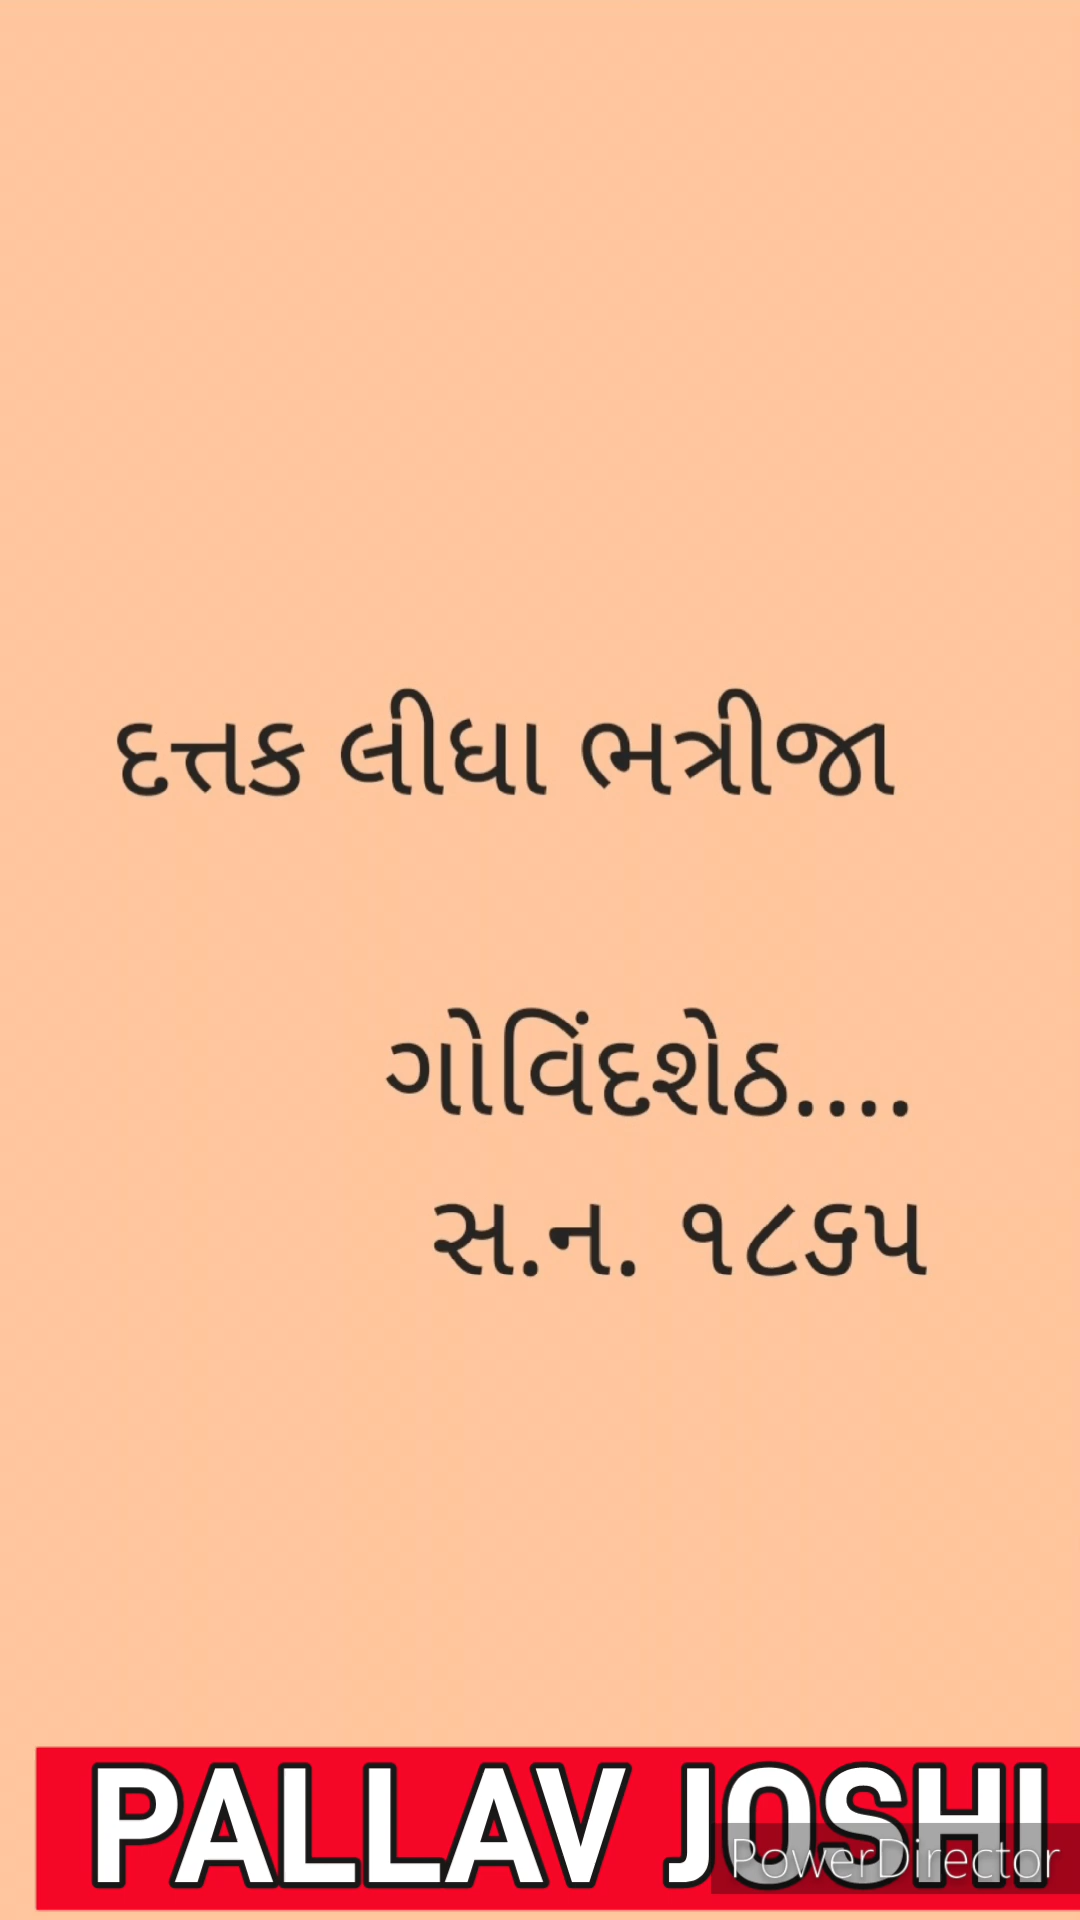 દત્તક લીધા ભત્રીજા
ગોવિંદશેઠ....
સ.ન. ૧૮૬૫
PALLAV JOSHI
PowerDirector